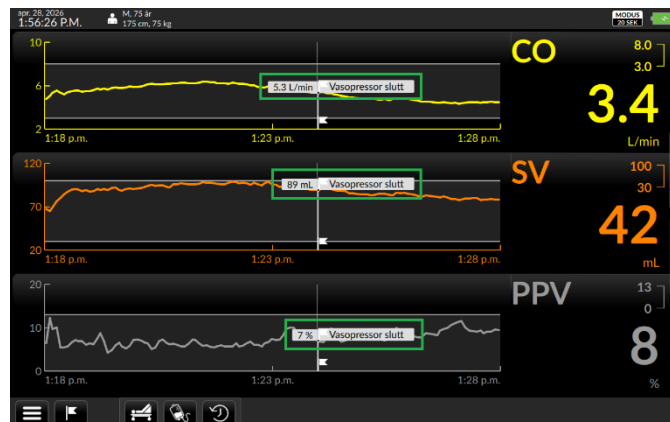 apr. 28, 2026
1:56:26 P.M.
M, 75 år
175 cm, 75 kg
MODUS
20 SEK
10
6
2
5.3 L/min Vasopressor slutt
1:18 p.m. 1:23 p.m. 1:28 p.m.
CO
8.0
3.0
3.4
L/min
120
70
20
89 mL Vasopressor slutt
1:18 p.m. 1:23 p.m. 1:28 p.m.
SV
100
30
42
mL
20
10
0
7 % Vasopressor slutt
1:18 p.m. 1:23 p.m. 1:28 p.m.
PPV
13
0
8
%